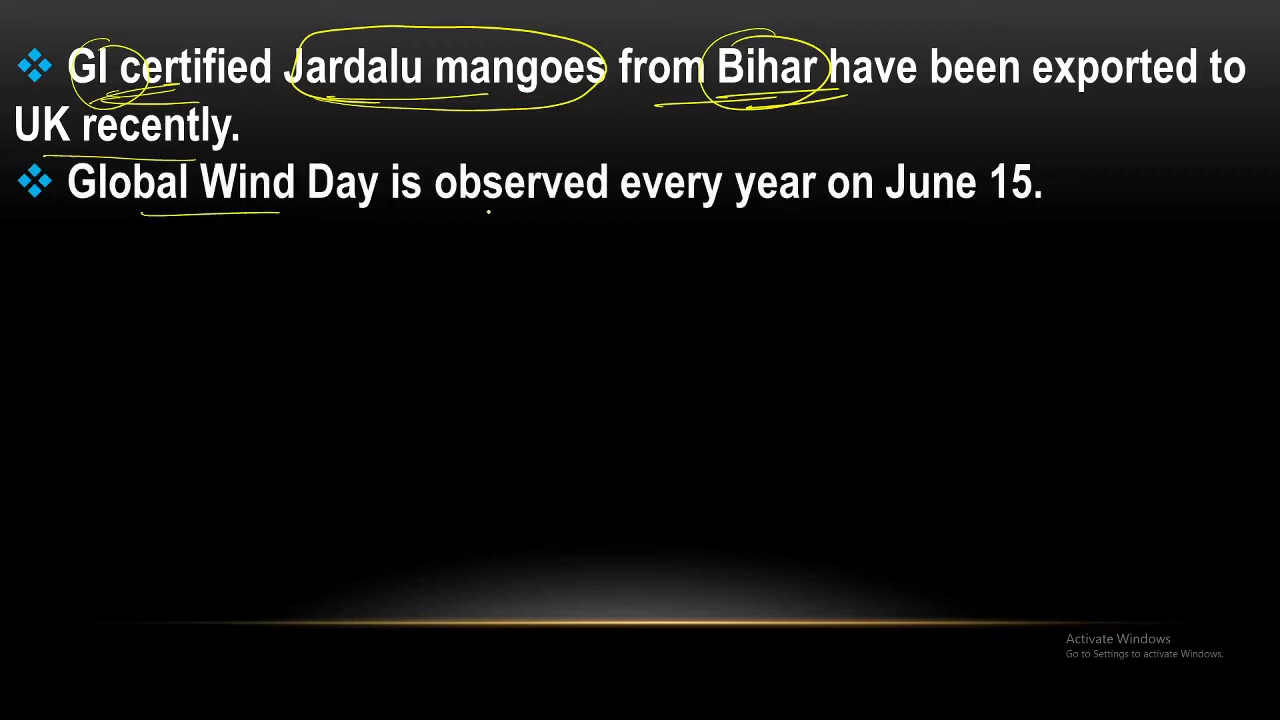 ❖ GI certified Jardalu mangoes from Bihar have been exported to
UK recently.
❖ Global Wind Day is observed every year on June 15.
Activate Windows
Go to Settings to activate Windows.